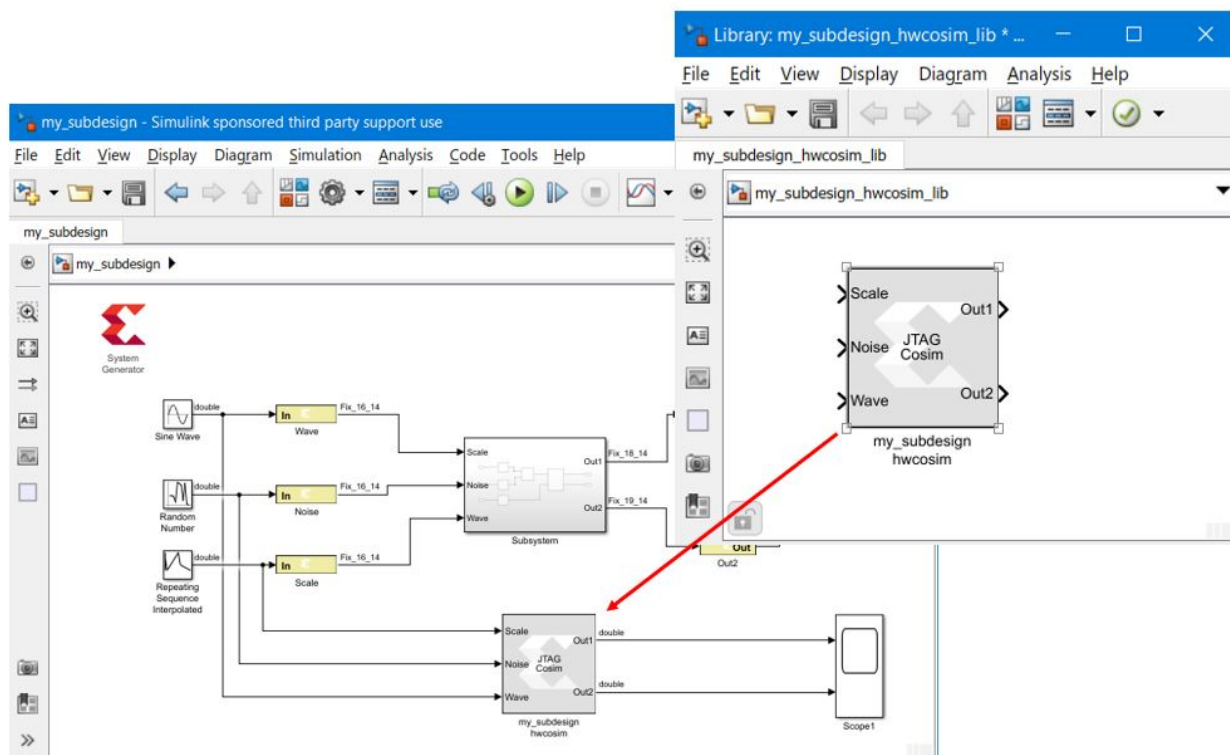 Library: my_subdesign_hwcosim_lib * ...
File Edit View Display Diagram Analysis Help
my_subdesign_hwcosim_lib
my_subdesign_hwcosim_lib
Scale
Noise
Wave
JTAG
Cosim
Out1
Out2
my_subdesign
hwcosim
my_subdesign - Simulink sponsored third party support use
File Edit View Display Diagram Simulation Analysis Code Tools Help
my_subdesign
my_subdesign
System
Generator
double
Sine Wave
In
Fix_16_14
Wave
double
Random
Number
In
Fix_16_14
Noise
double
Repeating
Sequence
Interpolated
In
Fix_16_14
Scale
Scale
Noise
Wave
Out1
Out2
Subsystem
Fix_18_14
Fix_19_14
Out
Out2
Scale
Noise
Wave
JTAG
Cosim
Out1
Out2
double
double
my_subdesign
hwcosim
Scope1